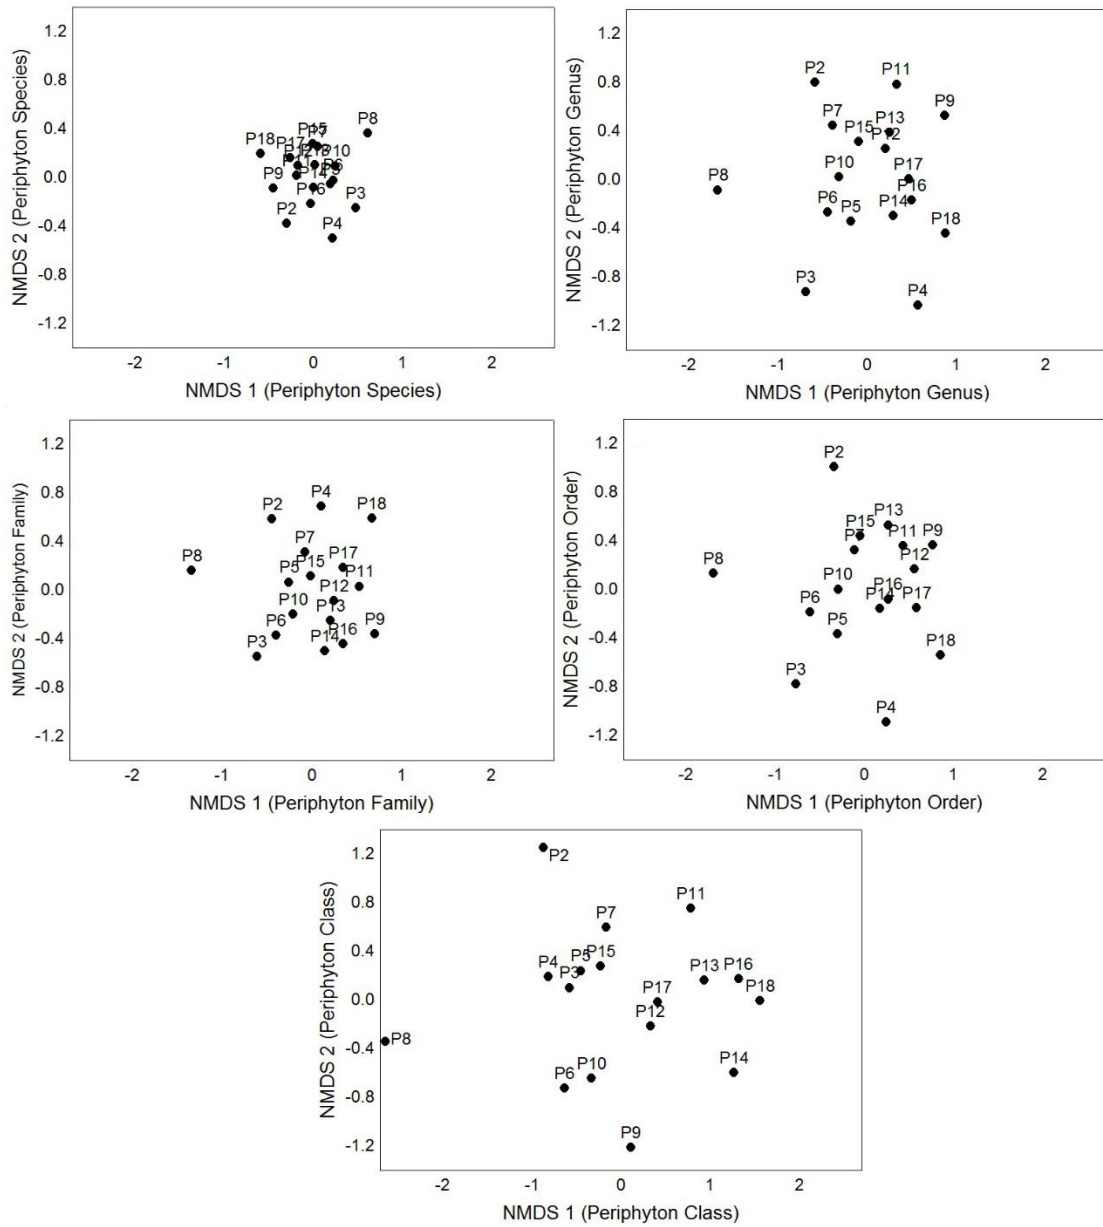 1.2
0.8
0.4
0.0
-0.4
-0.8
-1.2
NMDS 2 (Periphyton Species)
P15
P7
P8
P18
P17
P10
P12
P13
P11
P6
P9
P14
P16
P3
P2
P4
-2 -1 0 1 2
NMDS 1 (Periphyton Species)
1.2
0.8
0.4
0.0
-0.4
-0.8
-1.2
NMDS 2 (Periphyton Genus)
P2
P11
P9
P7
P13
P15
P12
P10
P17
P8
P16
P6
P5
P14
P18
P3
P4
-2 -1 0 1 2
NMDS 1 (Periphyton Genus)
1.2
0.8
0.4
0.0
-0.4
-0.8
-1.2
NMDS 2 (Periphyton Family)
P4
P2
P18
P7
P8
P17
P15
P5
P11
P12
P10
P13
P6
P9
P16
P3
P14
-2 -1 0 1 2
NMDS 1 (Periphyton Family)
1.2
0.8
0.4
0.0
-0.4
-0.8
-1.2
NMDS 2 (Periphyton Order)
P2
P13
P15
P11
P9
P7
P12
P8
P10
P16
P6
P14
P17
P5
P18
P3
P4
-2 -1 0 1 2
NMDS 1 (Periphyton Order)
1.2
0.8
0.4
0.0
-0.4
-0.8
-1.2
NMDS 2 (Periphyton Class)
P2
P11
P7
P15
P5
P4
P3
P13
P16
P17
P18
P12
P8
P14
P10
P6
P9
-2 -1 0 1 2
NMDS 1 (Periphyton Class)